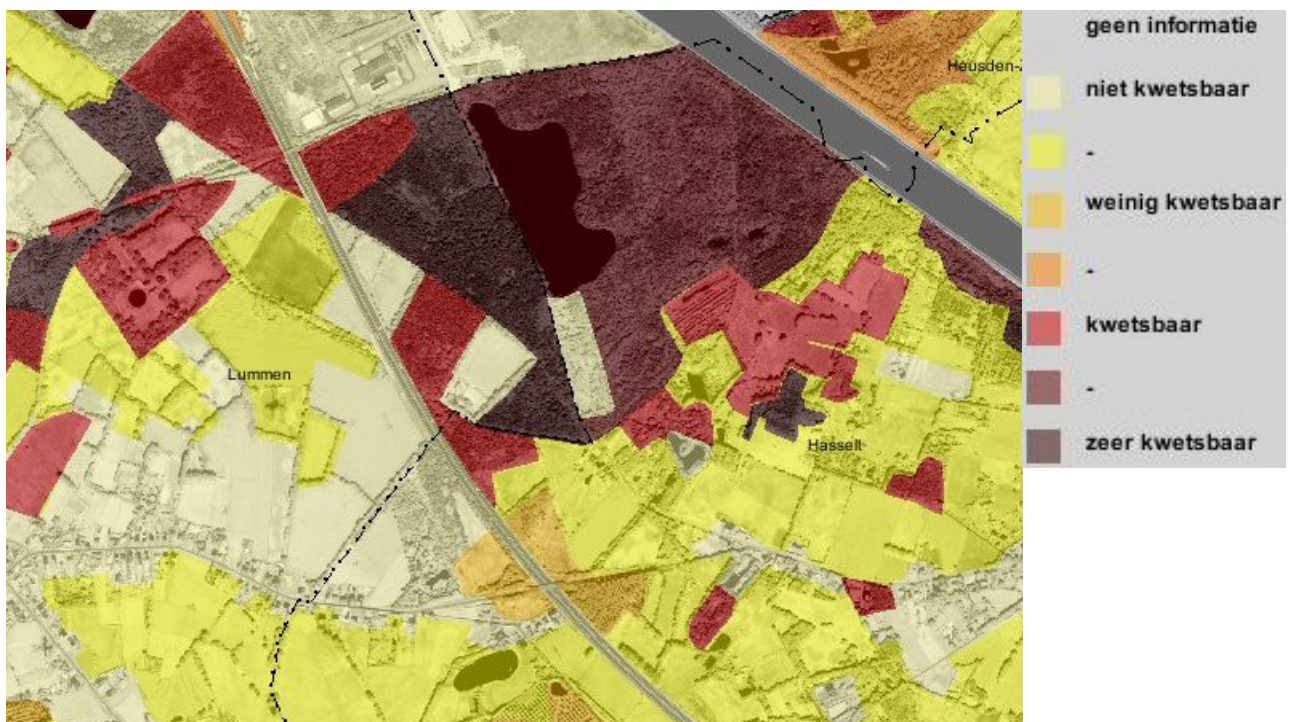 geen informatie
Heusden-Z
niet kwetsbaar
-
weinig kwetsbaar
-
kwetsbaar
Lummen
-
Hasselt
zeer kwetsbaar